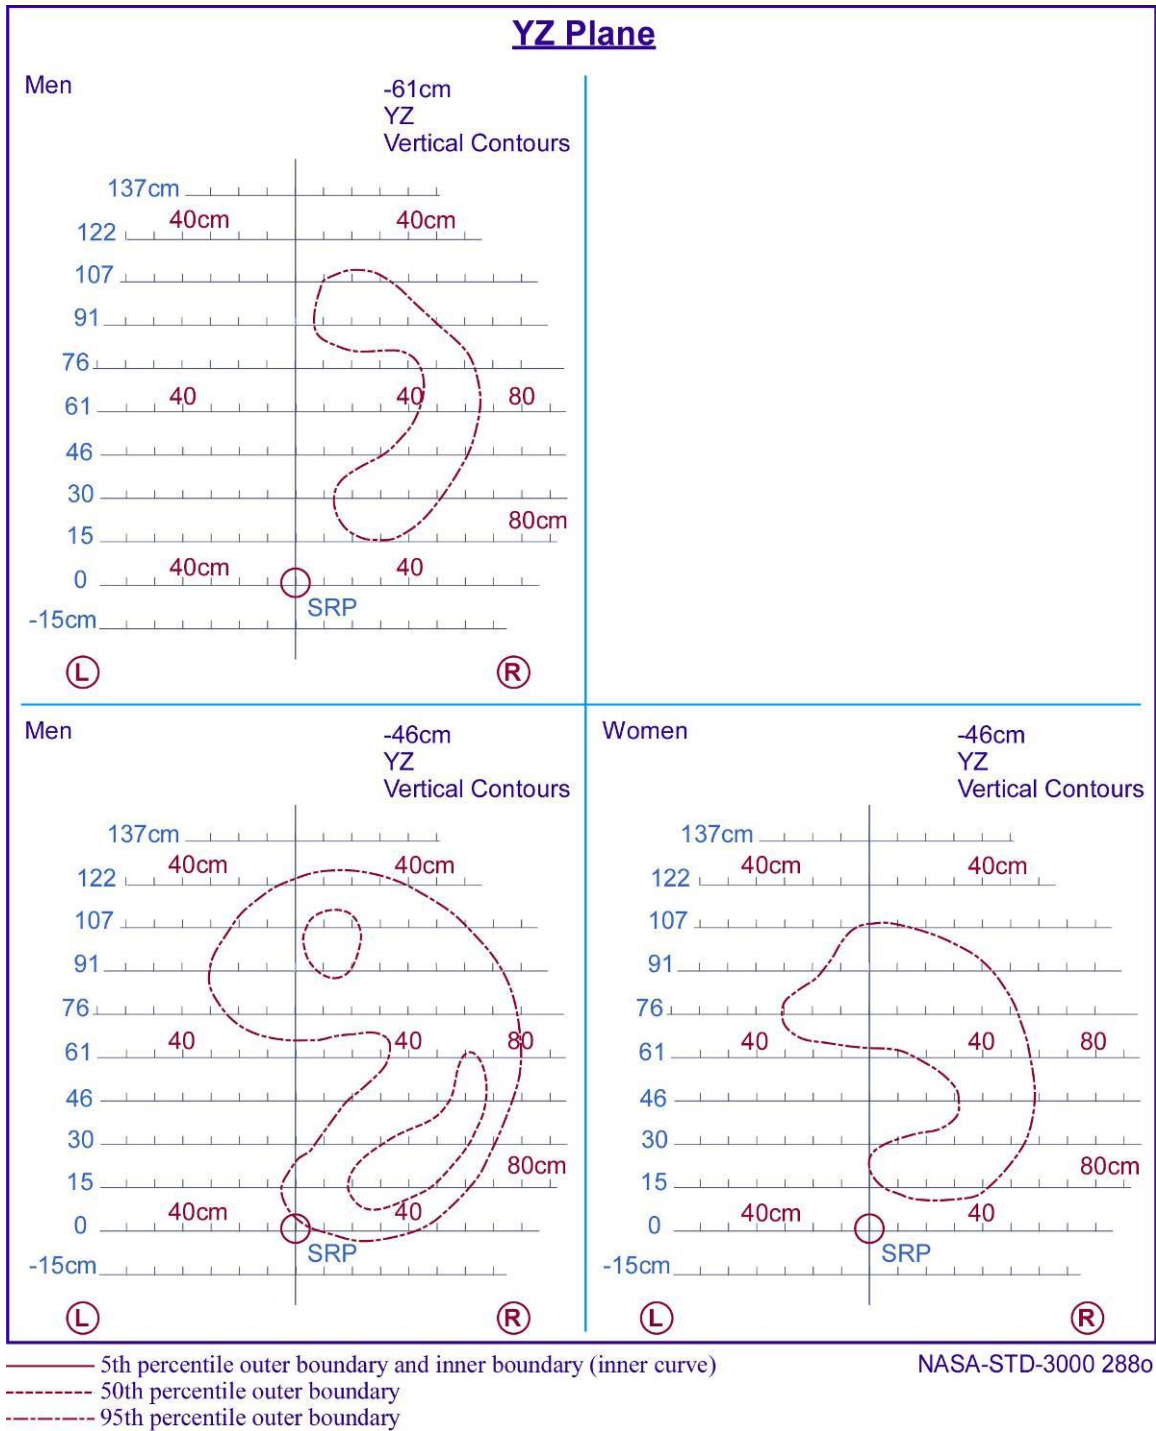 YZ Plane
Men
-61cm
YZ
Vertical Contours
137cm
40cm 40cm
122
107
91
76
40 40 80
61
46
30
80cm
15
40cm 40
0
SRP
-15cm
L R
Men
-46cm
YZ
Vertical Contours
137cm
40cm 40cm
122
107
91
76
40 40 80
61
46
30
80cm
15
40cm 40
0
SRP
-15cm
L R
Women
-46cm
YZ
Vertical Contours
137cm
40cm 40cm
122
107
91
76
40 40 80
61
46
30
80cm
15
40cm 40
0
SRP
-15cm
L R
5th percentile outer boundary and inner boundary (inner curve)
50th percentile outer boundary
95th percentile outer boundary
NASA-STD-3000 288o